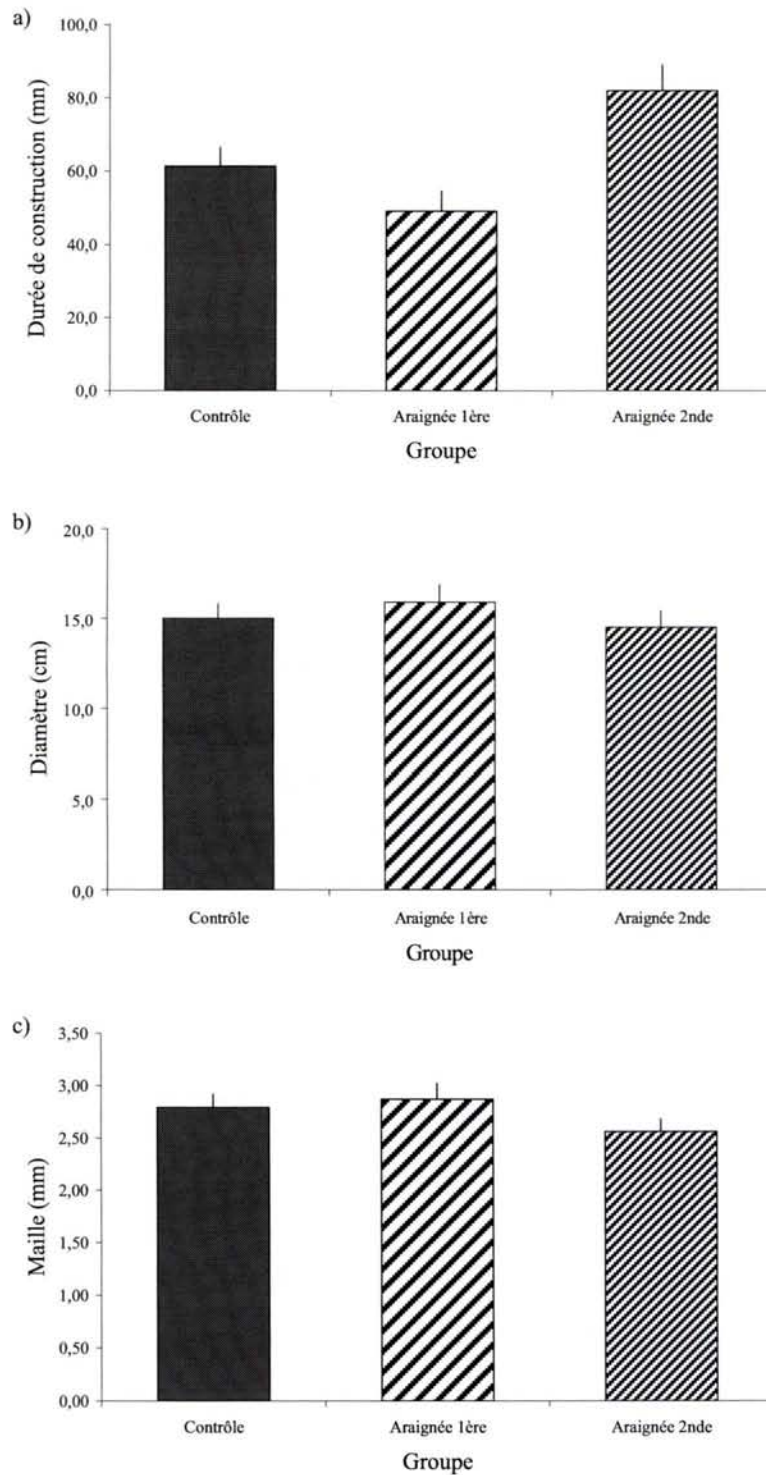 a)
100,0
80,0
60,0
40,0
20,0
0,0
Durée de construction (mn)
Contrôle Araignée 1ère Araignée 2nde
Groupe
b)
20,0
15,0
10,0
5,0
0,0
Diamètre (cm)
Contrôle Araignée 1ère Araignée 2nde
Groupe
c)
3,50
3,00
2,50
2,00
1,50
1,00
0,50
0,00
Maille (mm)
Contrôle Araignée 1ère Araignée 2nde
Groupe